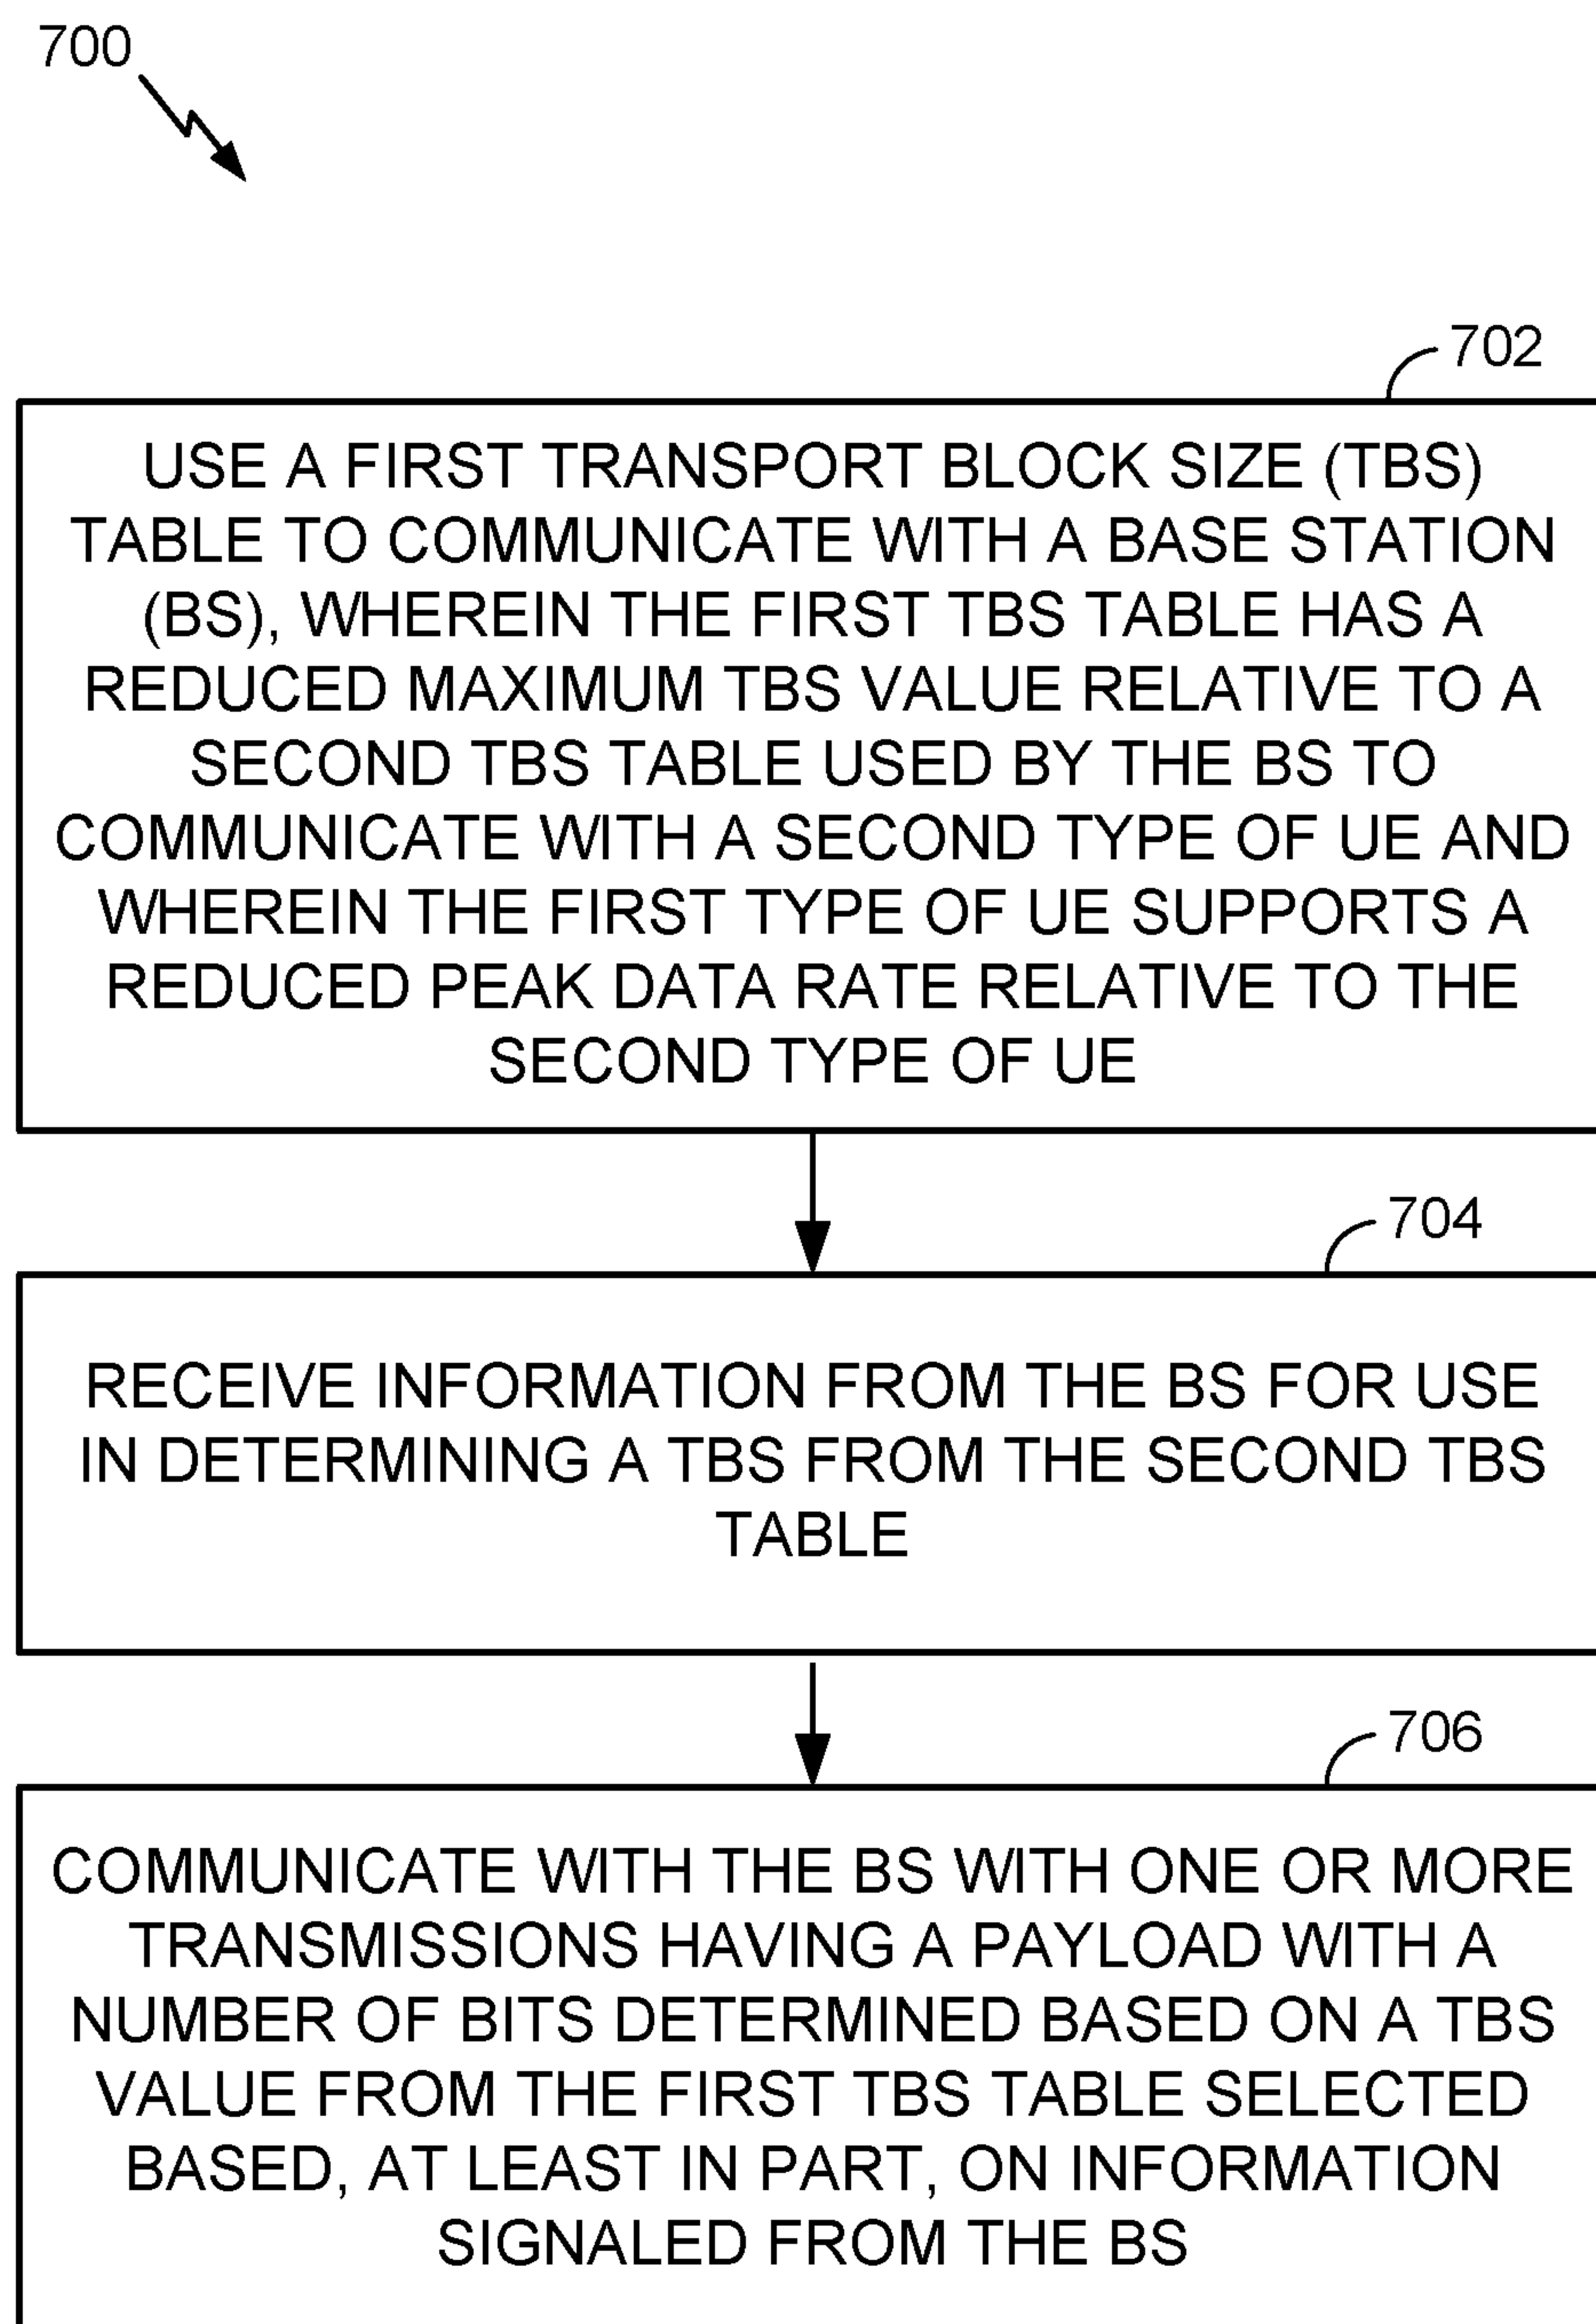 700
702
USE A FIRST TRANSPORT BLOCK SIZE (TBS)
TABLE TO COMMUNICATE WITH A BASE STATION
(BS), WHEREIN THE FIRST TBS TABLE HAS A
REDUCED MAXIMUM TBS VALUE RELATIVE TO A
SECOND TBS TABLE USED BY THE BS TO
COMMUNICATE WITH A SECOND TYPE OF UE AND
WHEREIN THE FIRST TYPE OF UE SUPPORTS A
REDUCED PEAK DATA RATE RELATIVE TO THE
SECOND TYPE OF UE
704
RECEIVE INFORMATION FROM THE BS FOR USE
IN DETERMINING A TBS FROM THE SECOND TBS
TABLE
706
COMMUNICATE WITH THE BS WITH ONE OR MORE
TRANSMISSIONS HAVING A PAYLOAD WITH A
NUMBER OF BITS DETERMINED BASED ON A TBS
VALUE FROM THE FIRST TBS TABLE SELECTED
BASED, AT LEAST IN PART, ON INFORMATION
SIGNALED FROM THE BS